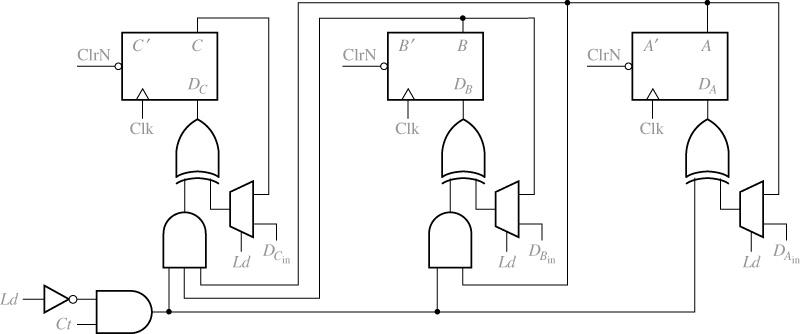 C′ C
ClrN
D_C
Clk
Ld
D_Cin
B′ B
ClrN
D_B
Clk
Ld
D_Bin
A′ A
ClrN
D_A
Clk
Ld
D_Ain
Ld
Ct